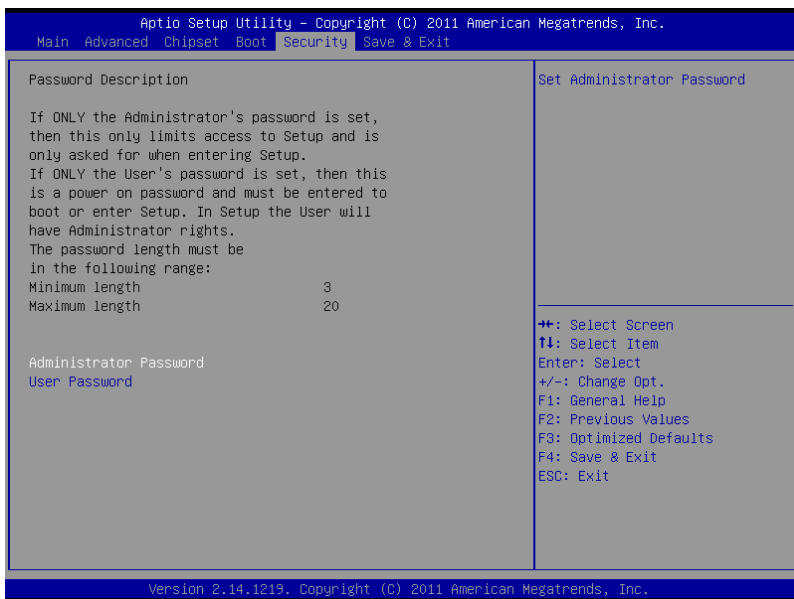 Aptio Setup Utility – Copyright (C) 2011 American Megatrends, Inc.
Main Advanced Chipset Boot Security Save & Exit
Password Description
If ONLY the Administrator's password is set,
then this only limits access to Setup and is
only asked for when entering Setup.
If ONLY the User's password is set, then this
is a power on password and must be entered to
boot or enter Setup. In Setup the User will
have Administrator rights.
The password length must be
in the following range:
Minimum length 3
Maximum length 20
Administrator Password
User Password
Set Administrator Password
→←: Select Screen
↑↓: Select Item
Enter: Select
+/-: Change Opt.
F1: General Help
F2: Previous Values
F3: Optimized Defaults
F4: Save & Exit
ESC: Exit
Version 2.14.1219. Copyright (C) 2011 American Megatrends, Inc.